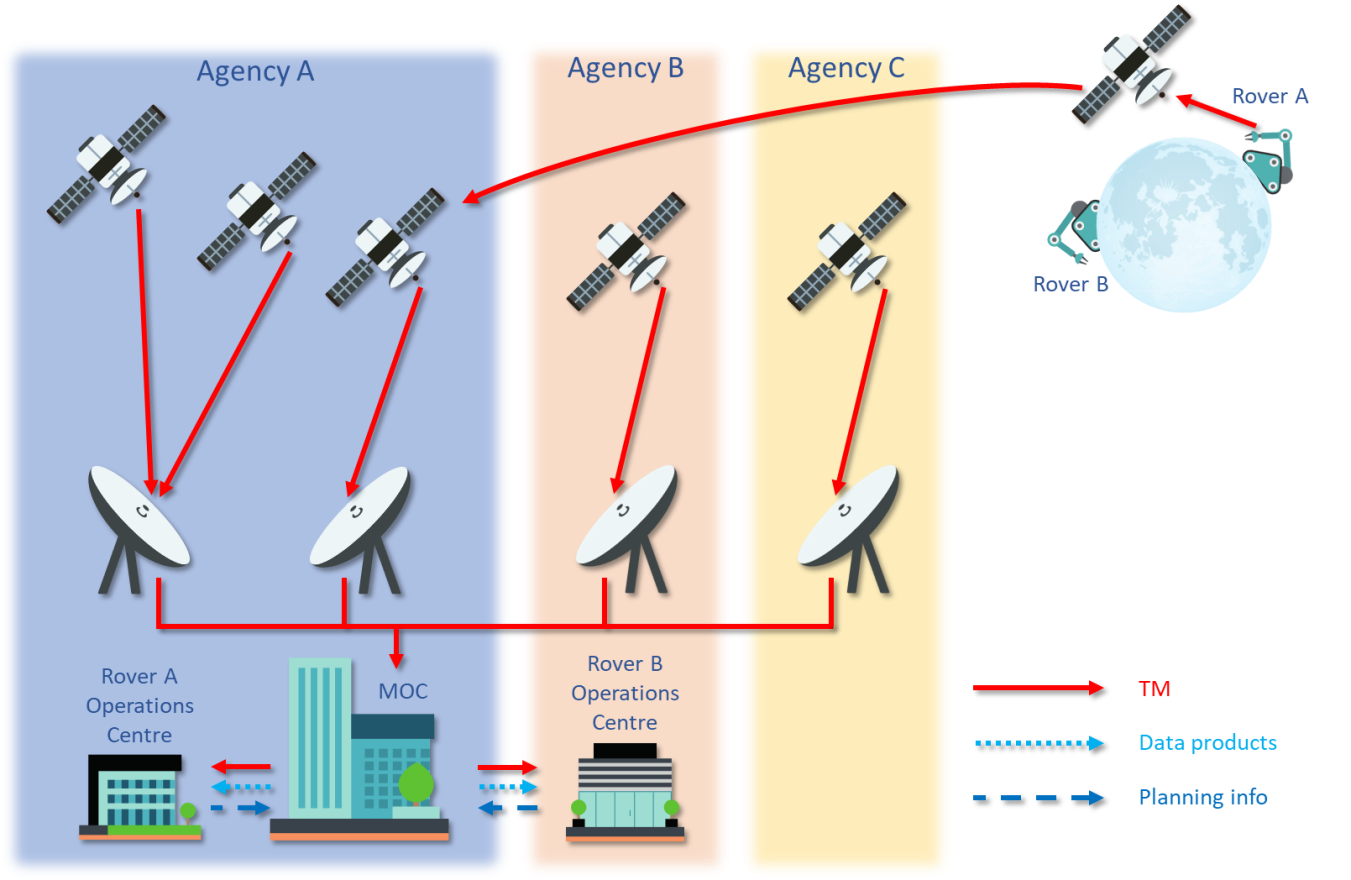 Agency A
Agency B
Agency C
Rover A
Rover B
Rover A
Operations
Centre
MOC
Rover B
Operations
Centre
TM
Data products
Planning info